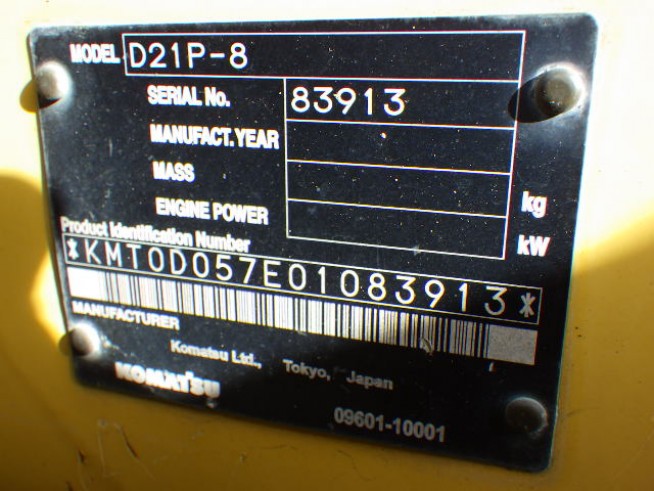 MODEL D21P-8
SERIAL No. 83913
MANUFACT. YEAR
MASS kg
ENGINE POWER kW
Product Identification Number
*KMT0D057E01083913*
MANUFACTURER
Komatsu Ltd., Tokyo, Japan
KOMATSU
09601-10001